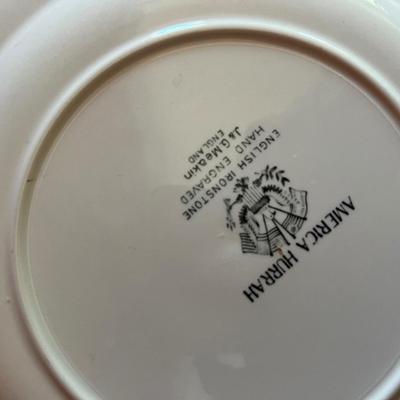 AMERICA HURRAH
ENGLISH IRONSTONE
HAND ENGRAVED
J&G.Meakin
ENGLAND